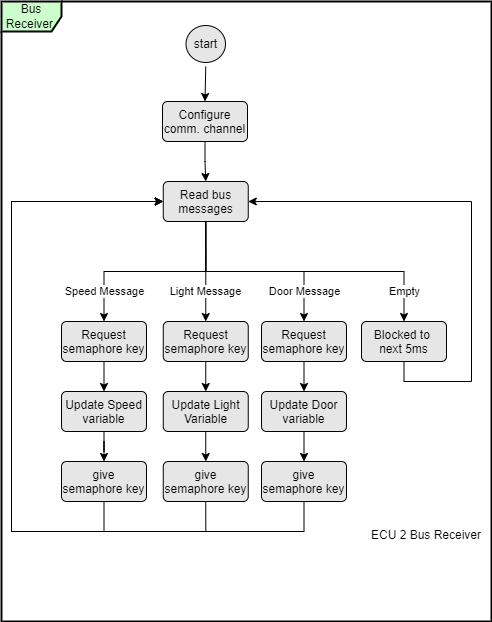 Bus
Receiver
start
Configure
comm. channel
Read bus
messages
Speed Message
Light Message
Door Message
Empty
Request
semaphore key
Request
semaphore key
Request
semaphore key
Blocked to
next 5ms
Update Speed
variable
Update Light
Variable
Update Door
variable
give
semaphore key
give
semaphore key
give
semaphore key
ECU 2 Bus Receiver